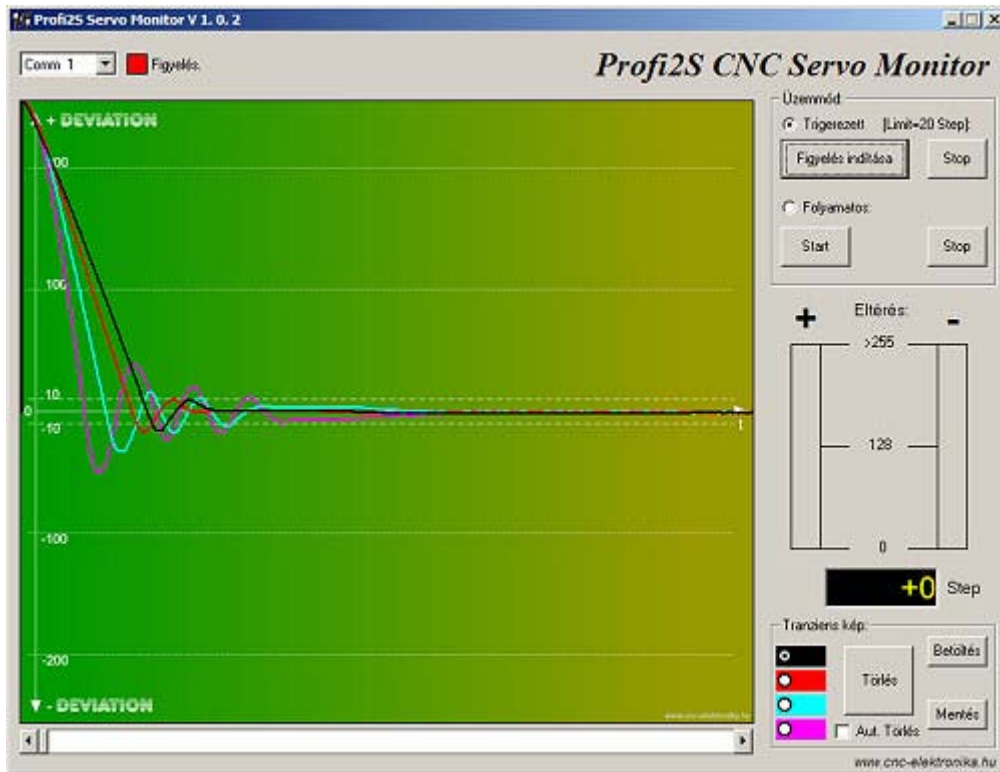 Profi2S Servo Monitor V 1. 0. 2
Comm 1
Figyelés.
Profi2S CNC Servo Monitor
+ DEVIATION
100
10
0
-10
t
-100
-200
- DEVIATION
Üzemmód:
Trigerezett [Limit=20 Step]:
Figyelés indítása
Stop
Folyamatos:
Start
Stop
Eltérés:
+
-
>255
128
0
+0 Step
Tranziens kép:
Törlés
Betöltés
Mentés
Aut. Törlés
www.cnc-elektronika.hu